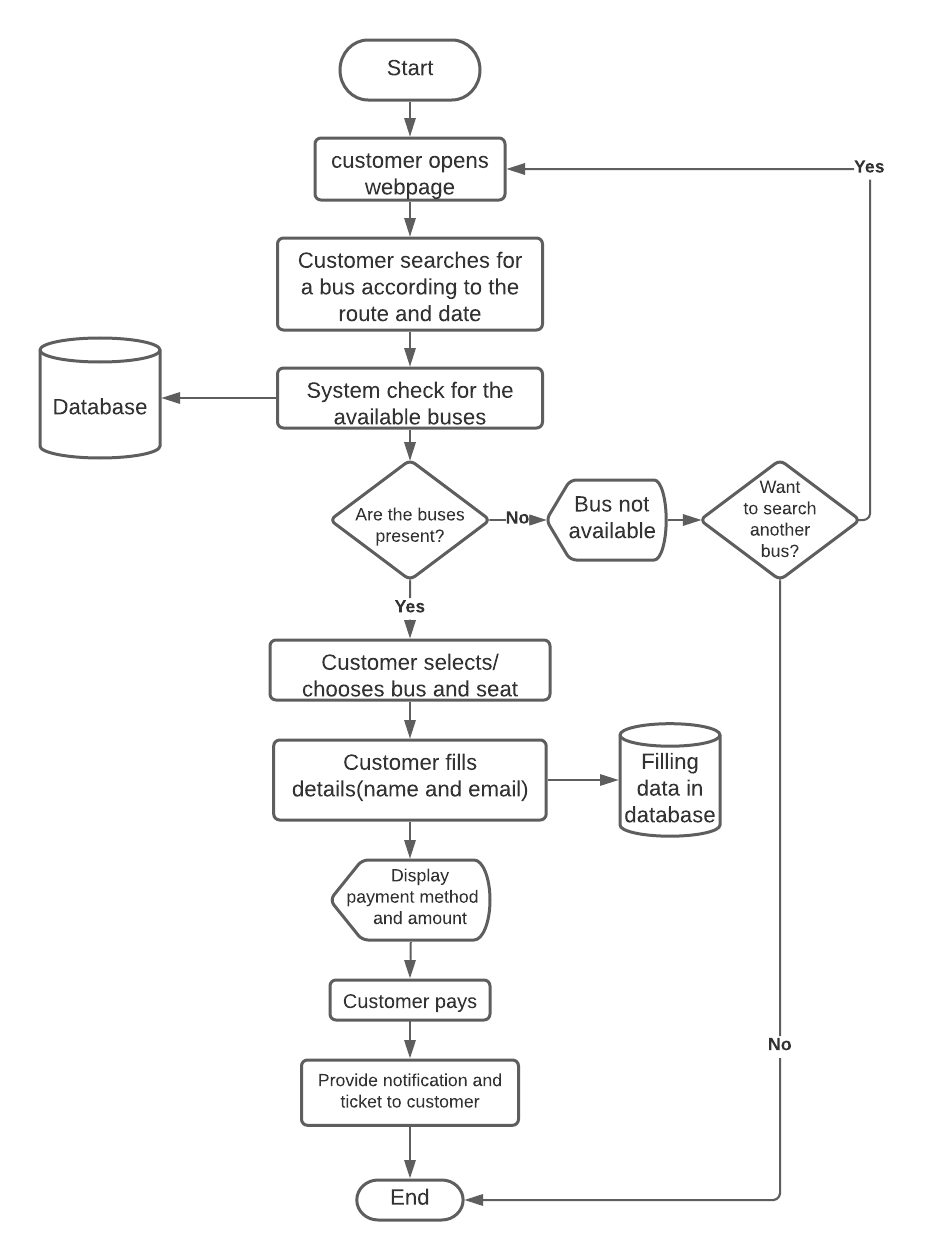 Start
customer opens
webpage
Yes
Customer searches for
a bus according to the
route and date
System check for the
available buses
Database
Are the buses
present?
No
Bus not
available
Want
to search
another
bus?
Yes
Customer selects/
chooses bus and seat
Customer fills
details(name and email)
Filling
data in
database
Display
payment method
and amount
Customer pays
No
Provide notification and
ticket to customer
End